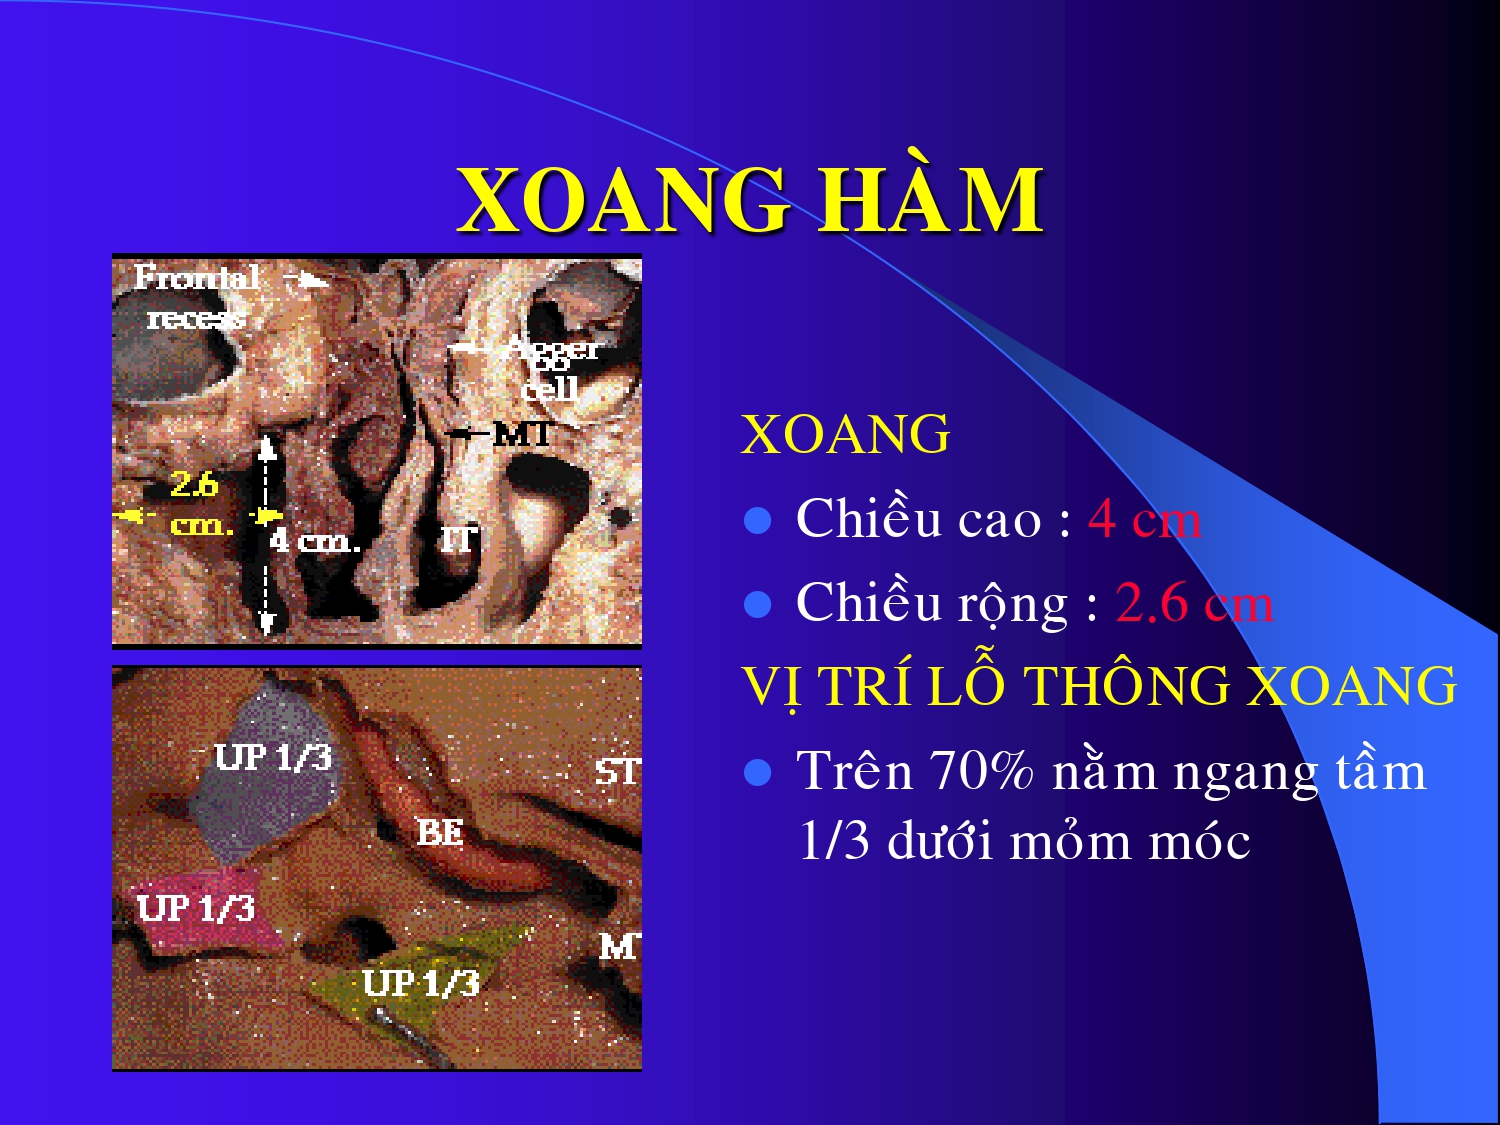 XOANG HÀM
Frontal
recess
Agger
cell
MT
2.6
cm.
4 cm.
IT
UP 1/3
ST
BE
UP 1/3
UP 1/3
XOANG
Chiều cao : 4 cm
Chiều rộng : 2.6 cm
VỊ TRÍ LỖ THÔNG XOANG
Trên 70% nằm ngang tầm
1/3 dưới mỏm móc